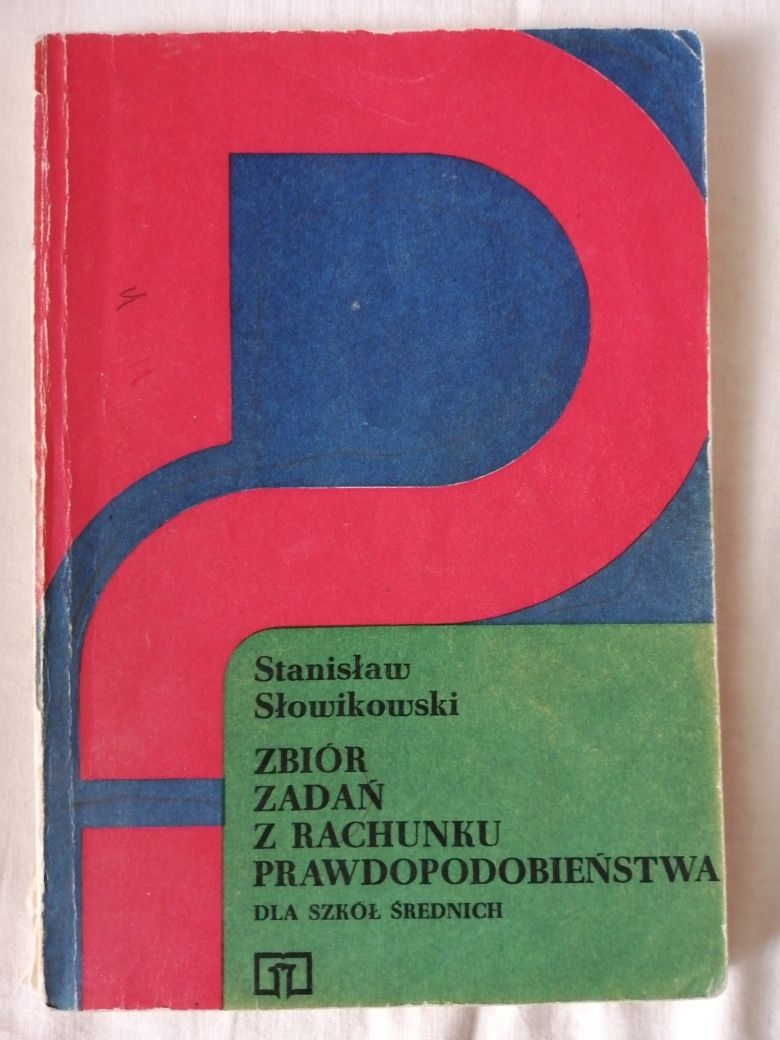 Stanisław
Słowikowski
ZBIÓR
ZADAŃ
Z RACHUNKU
PRAWDOPODOBIEŃSTWA
DLA SZKÓŁ ŚREDNICH